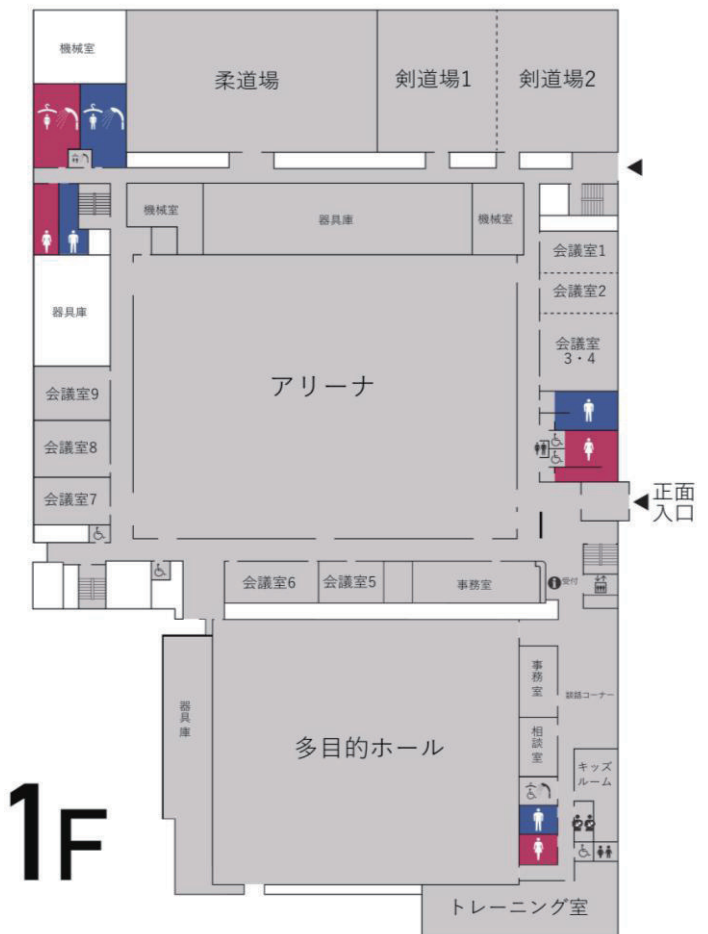 機械室
柔道場
剣道場1
剣道場2
機械室
器具庫
機械室
会議室1
会議室2
会議室
3・4
器具庫
アリーナ
会議室9
会議室8
会議室7
正面
入口
会議室6
会議室5
事務室
受付
事務室
談話コーナー
器具庫
多目的ホール
相談室
キッズ
ルーム
1F
トレーニング室